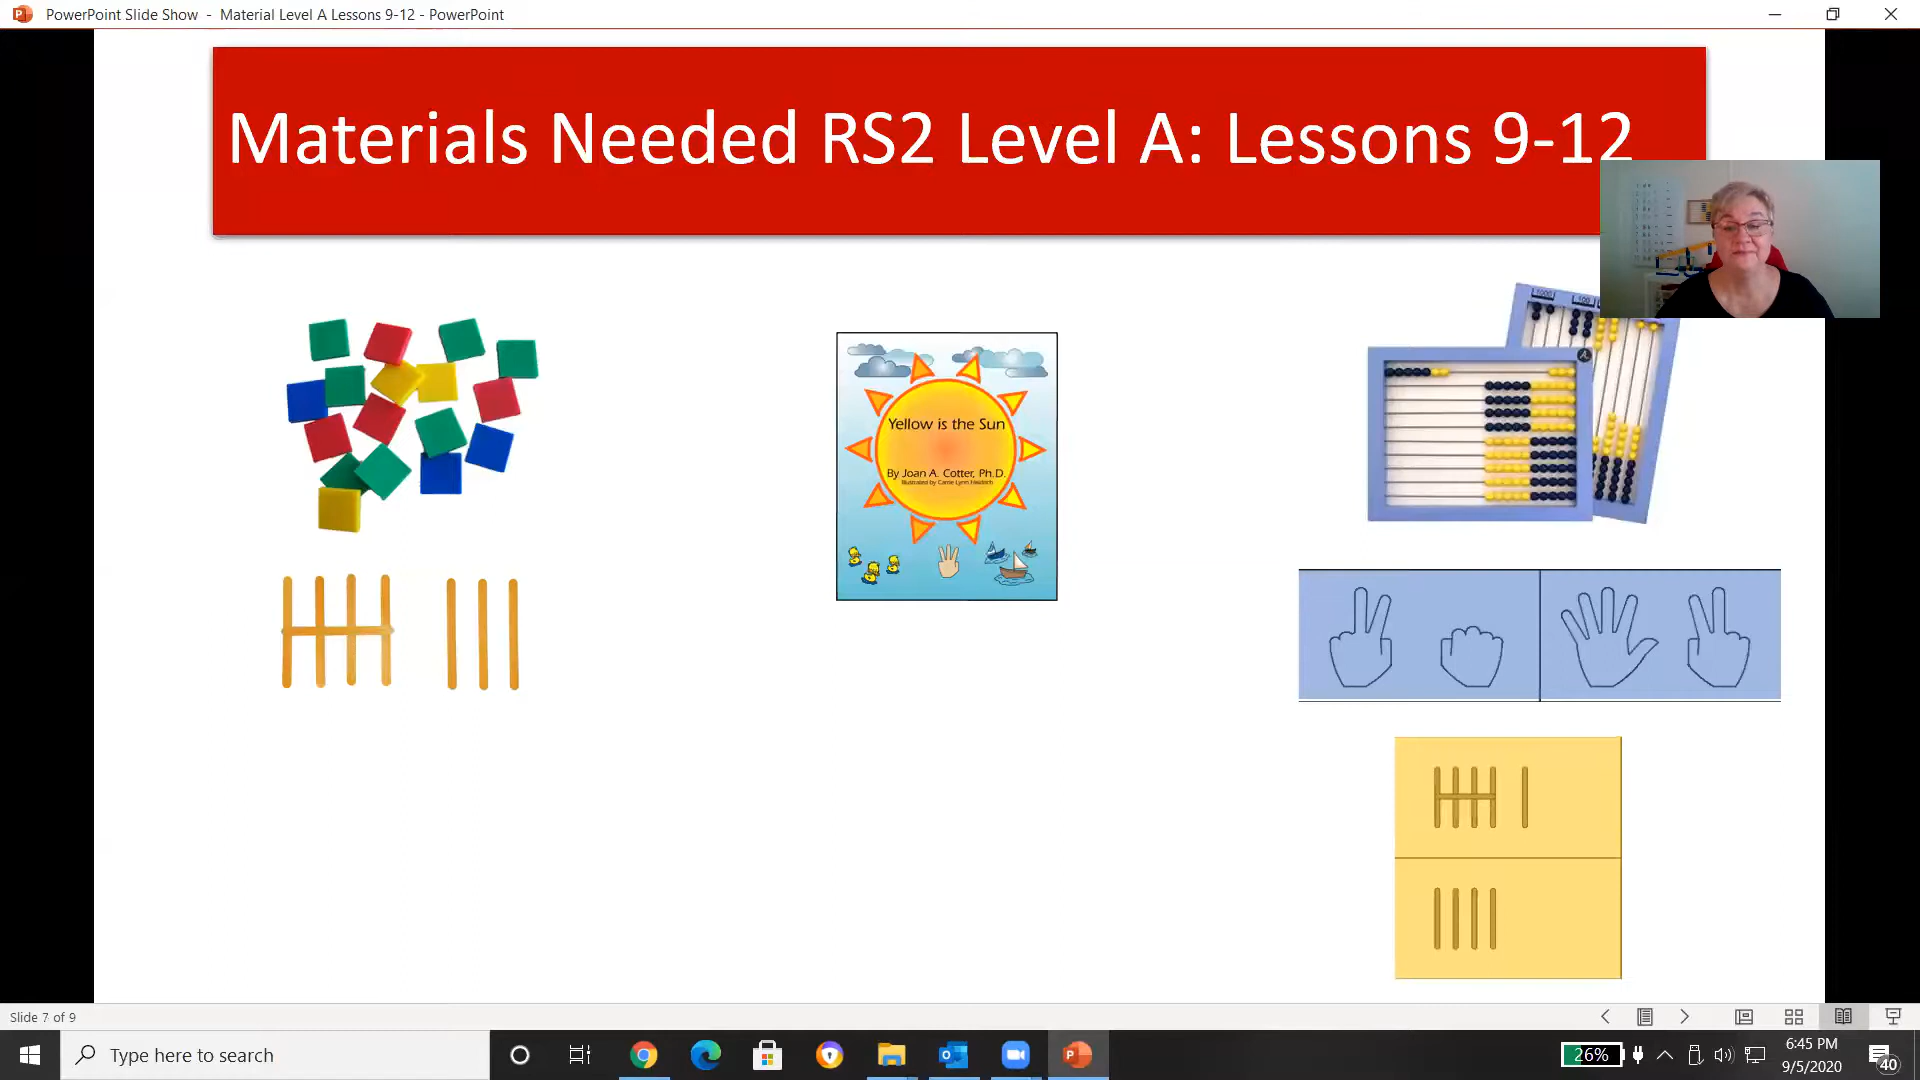 PowerPoint Slide Show - Material Level A Lessons 9-12 - PowerPoint
Materials Needed RS2 Level A: Lessons 9-12
1000
100
Yellow is the Sun
By Joan A. Cotter, Ph.D.
Slide 7 of 9
Type here to search
26%
6:45 PM
9/5/2020
40